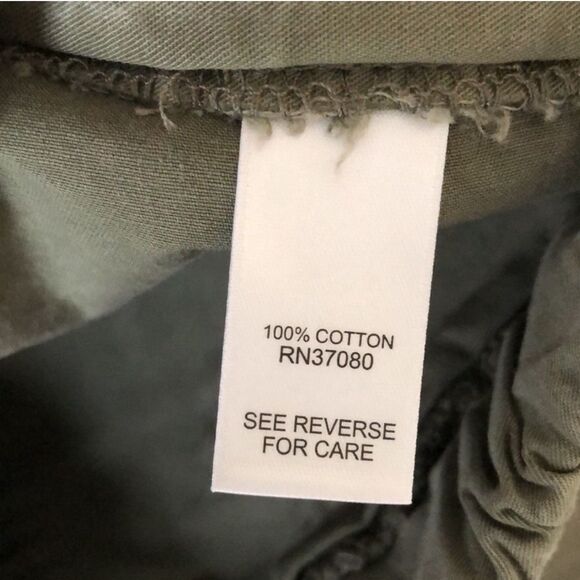 100% COTTON
RN37080
SEE REVERSE
FOR CARE